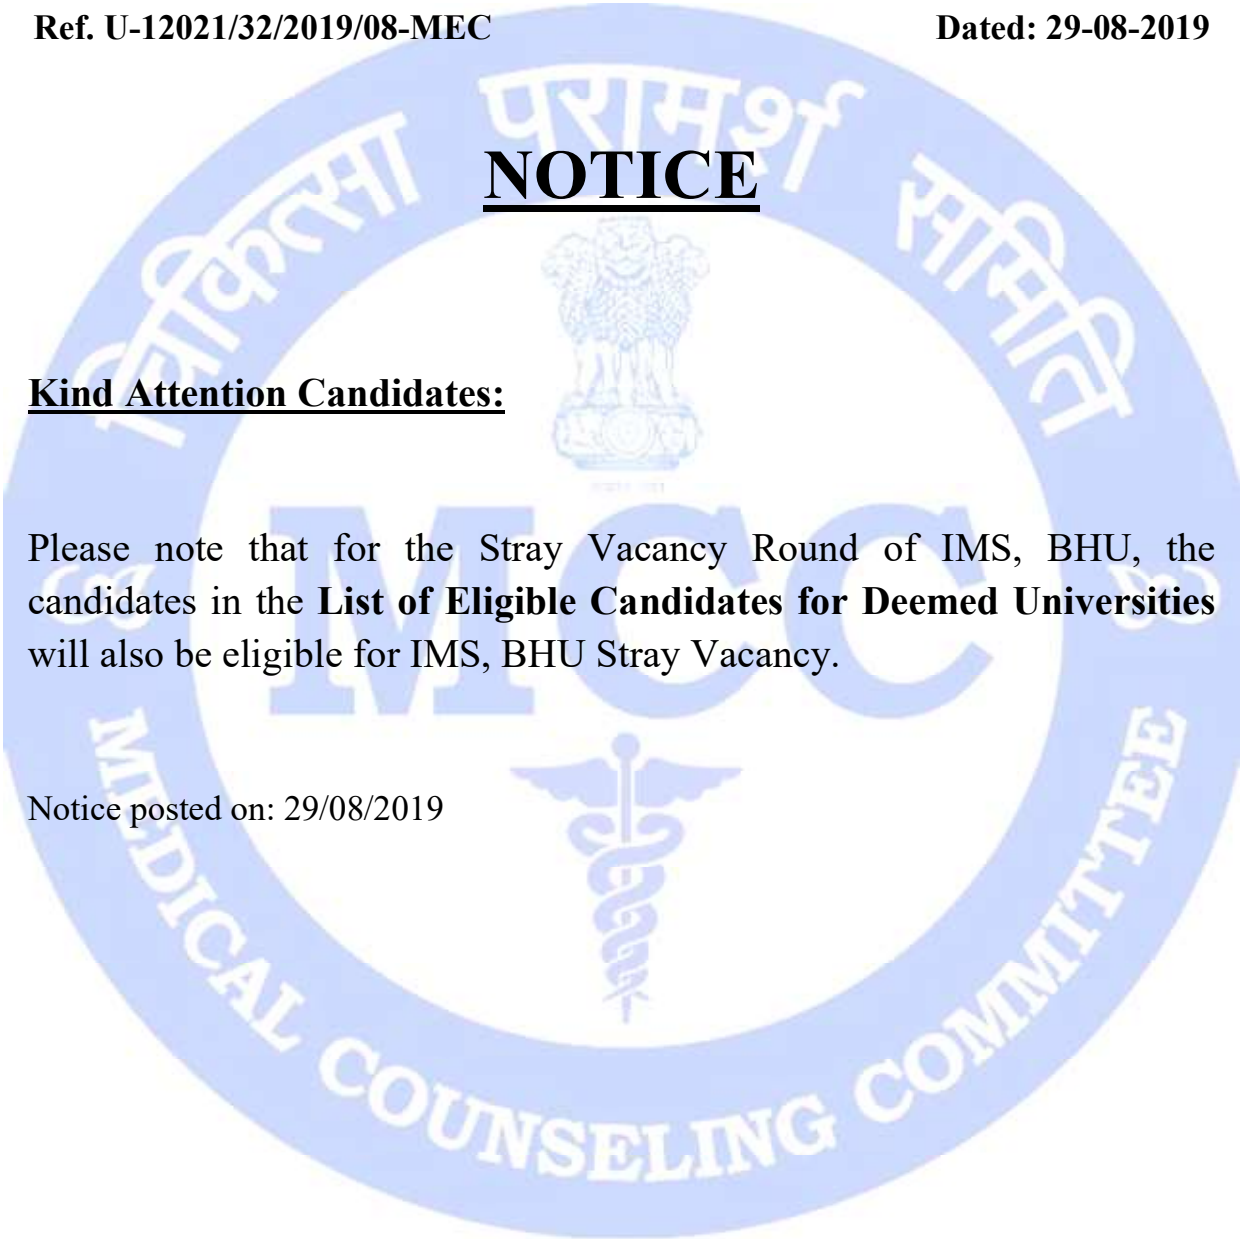 Ref. U-12021/32/2019/08-MEC Dated: 29-08-2019
चिकित्सा परामर्श समिति
NOTICE
Kind Attention Candidates:
Please note that for the Stray Vacancy Round of IMS, BHU, the
candidates in the List of Eligible Candidates for Deemed Universities
will also be eligible for IMS, BHU Stray Vacancy.
MCC
Notice posted on: 29/08/2019
MEDICAL COUNSELING COMMITTEE